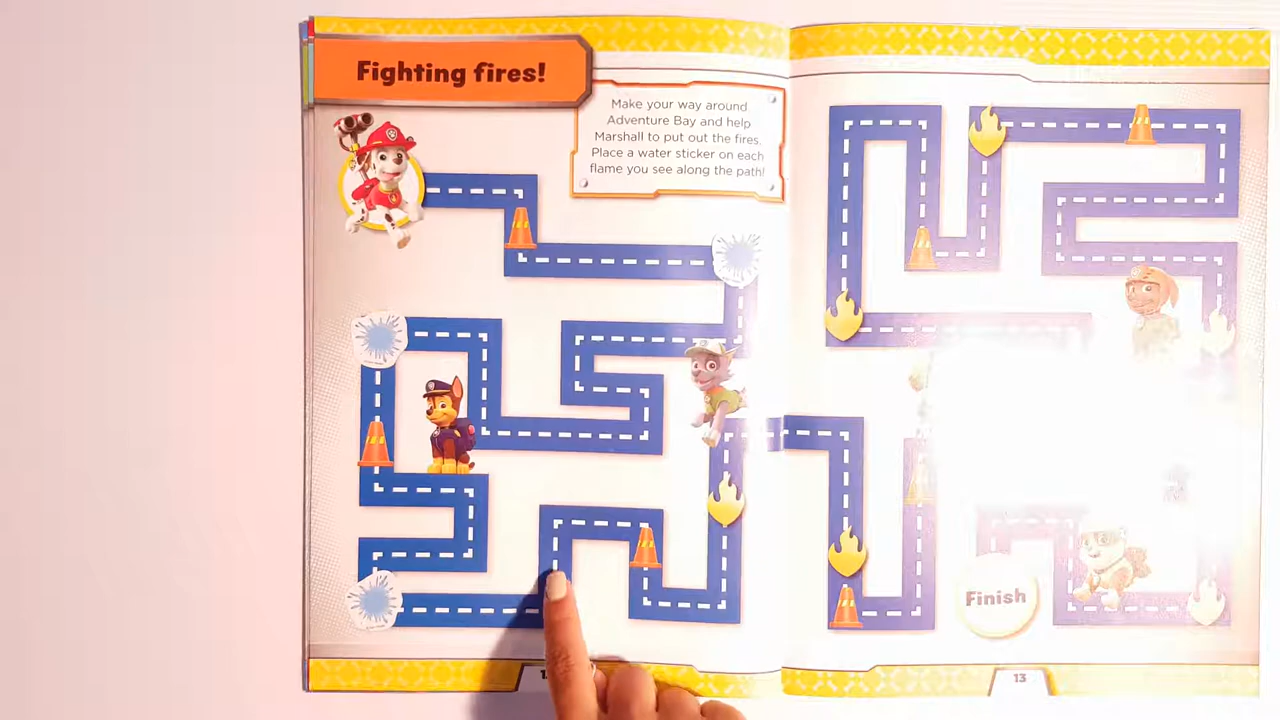 Fighting fires!
Make your way around
Adventure Bay and help
Marshall to put out the fires.
Place a water sticker on each
flame you see along the path!
Finish
13